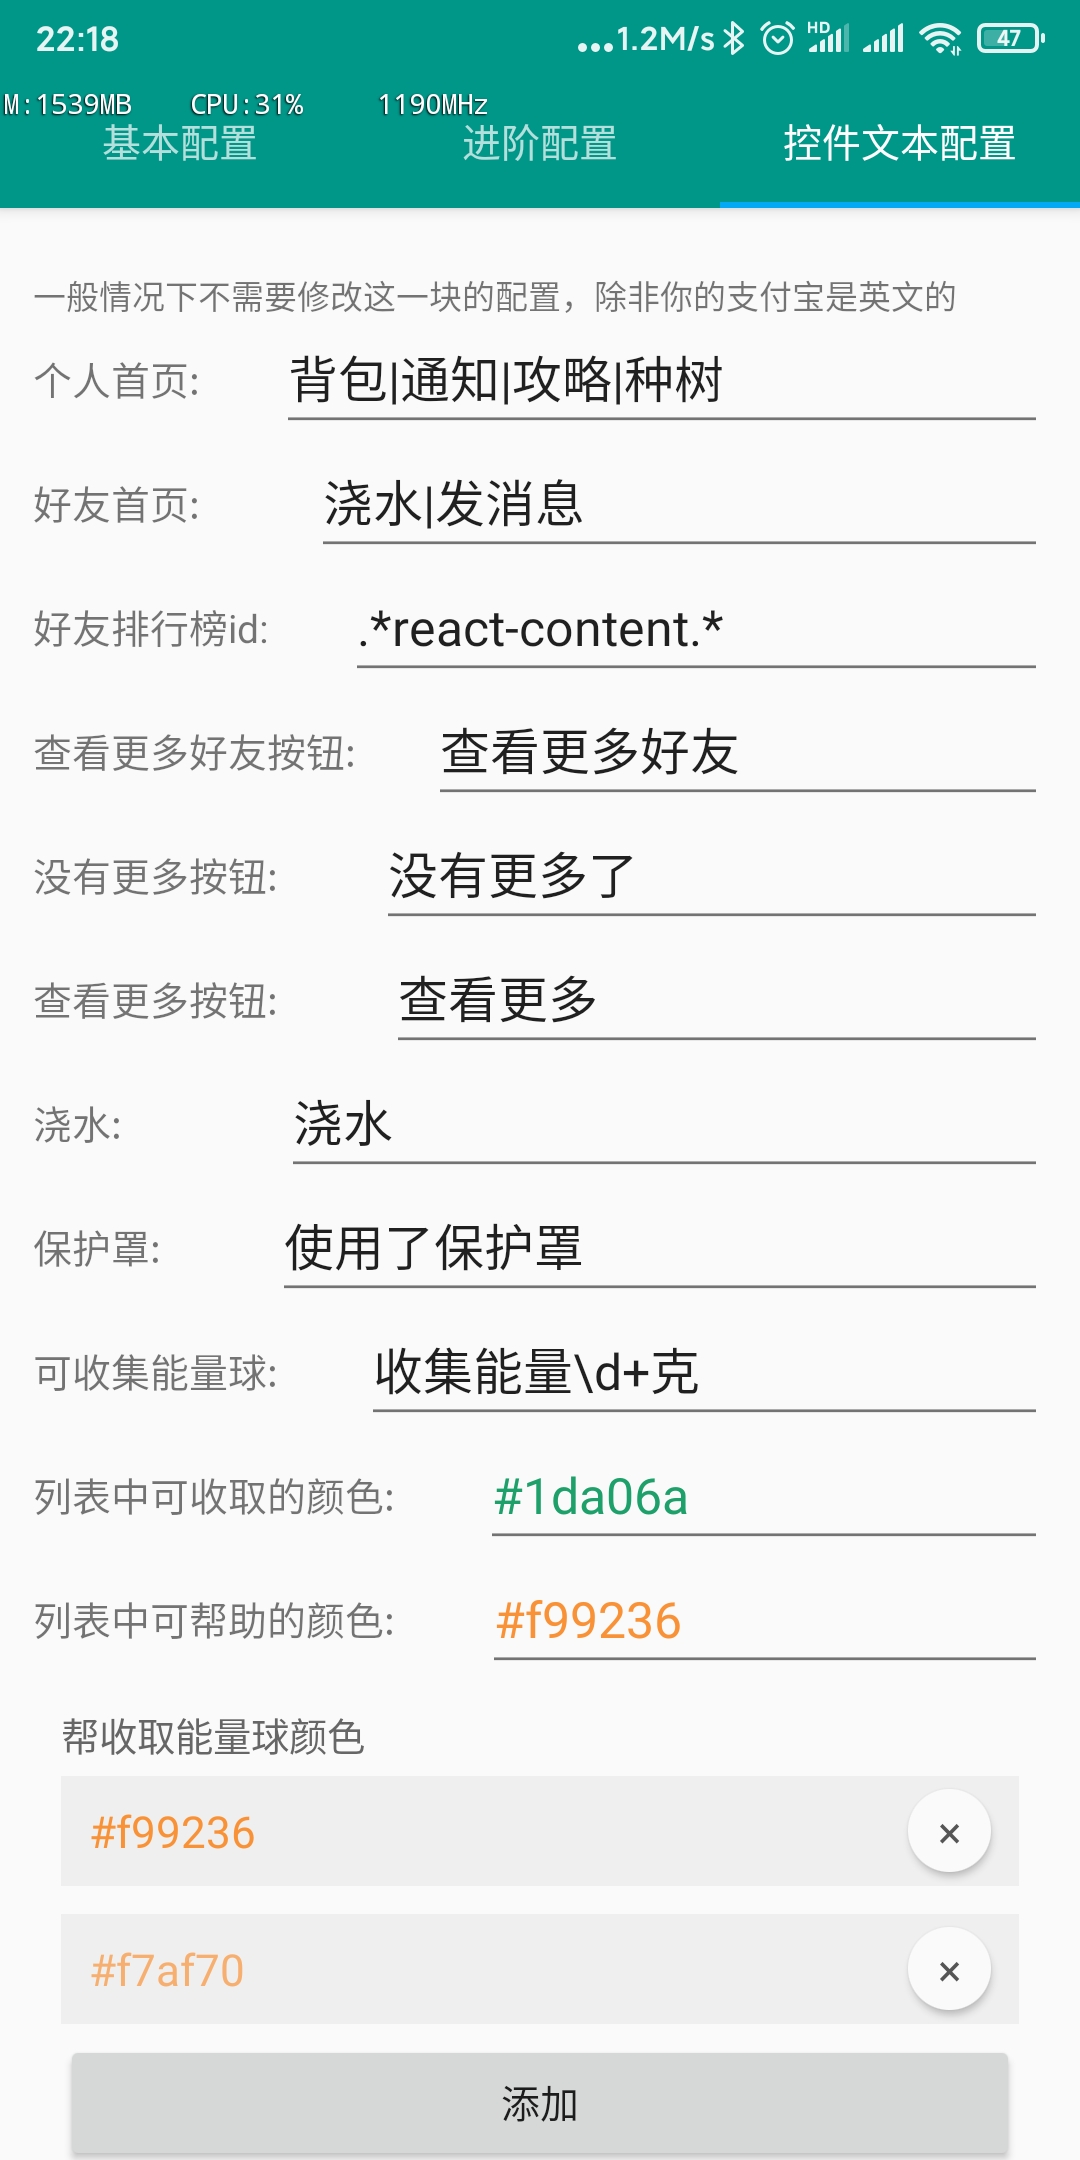 22:18
...1.2M/s
HD
47
M:1539MB CPU:31% 1190MHz
基本配置 进阶配置 控件文本配置
一般情况下不需要修改这一块的配置，除非你的支付宝是英文的
个人首页: 背包|通知|攻略|种树
好友首页: 浇水|发消息
好友排行榜id: .*react-content.*
查看更多好友按钮: 查看更多好友
没有更多按钮: 没有更多了
查看更多按钮: 查看更多
浇水: 浇水
保护罩: 使用了保护罩
可收集能量球: 收集能量\d+克
列表中可收取的颜色: #1da06a
列表中可帮助的颜色: #f99236
帮收取能量球颜色
#f99236 ×
#f7af70 ×
添加